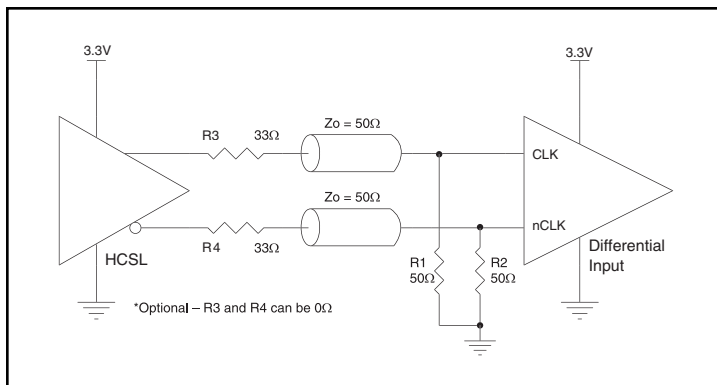 3.3V
3.3V
R3 33Ω
Zo = 50Ω
CLK
Zo = 50Ω
nCLK
R4 33Ω
HCSL
R1
50Ω
R2
50Ω
Differential
Input
*Optional – R3 and R4 can be 0Ω